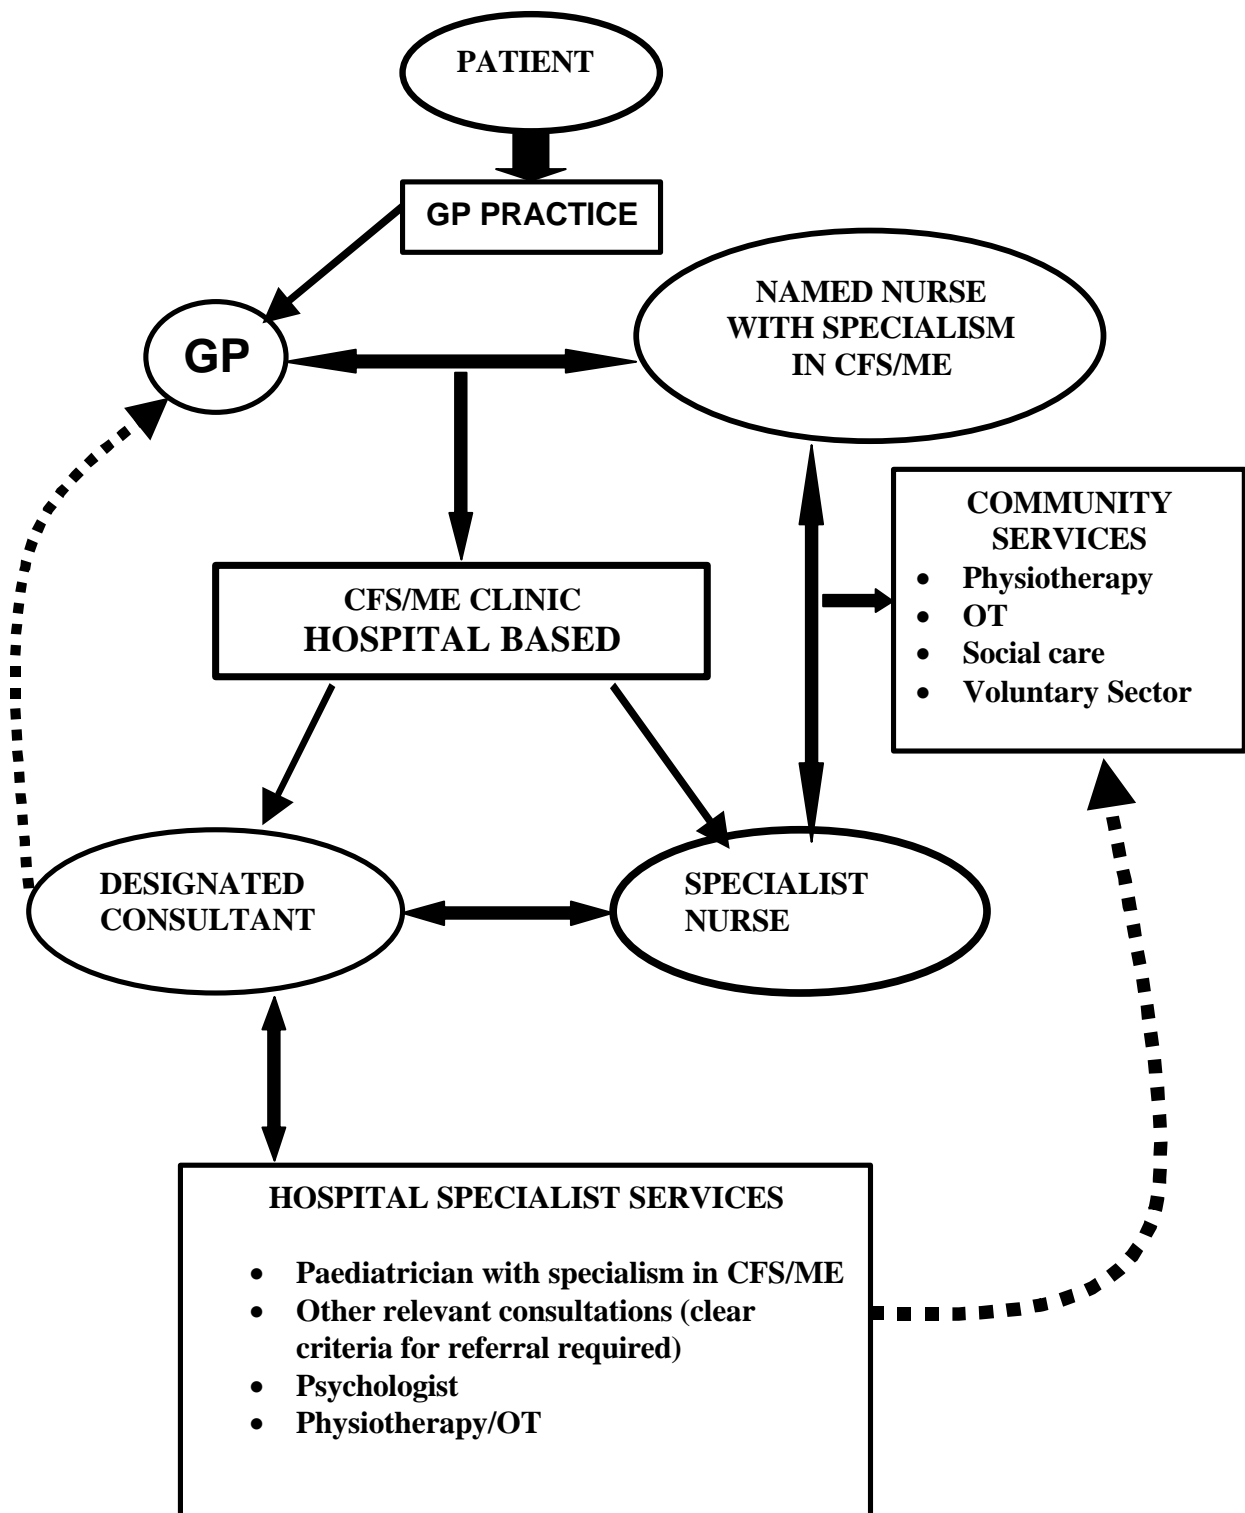 PATIENT
GP PRACTICE
NAMED NURSE
WITH SPECIALISM
IN CFS/ME
GP
COMMUNITY
SERVICES
• Physiotherapy
• OT
• Social care
• Voluntary Sector
CFS/ME CLINIC
HOSPITAL BASED
DESIGNATED
CONSULTANT
SPECIALIST
NURSE
HOSPITAL SPECIALIST SERVICES
• Paediatrician with specialism in CFS/ME
• Other relevant consultations (clear
criteria for referral required)
• Psychologist
• Physiotherapy/OT